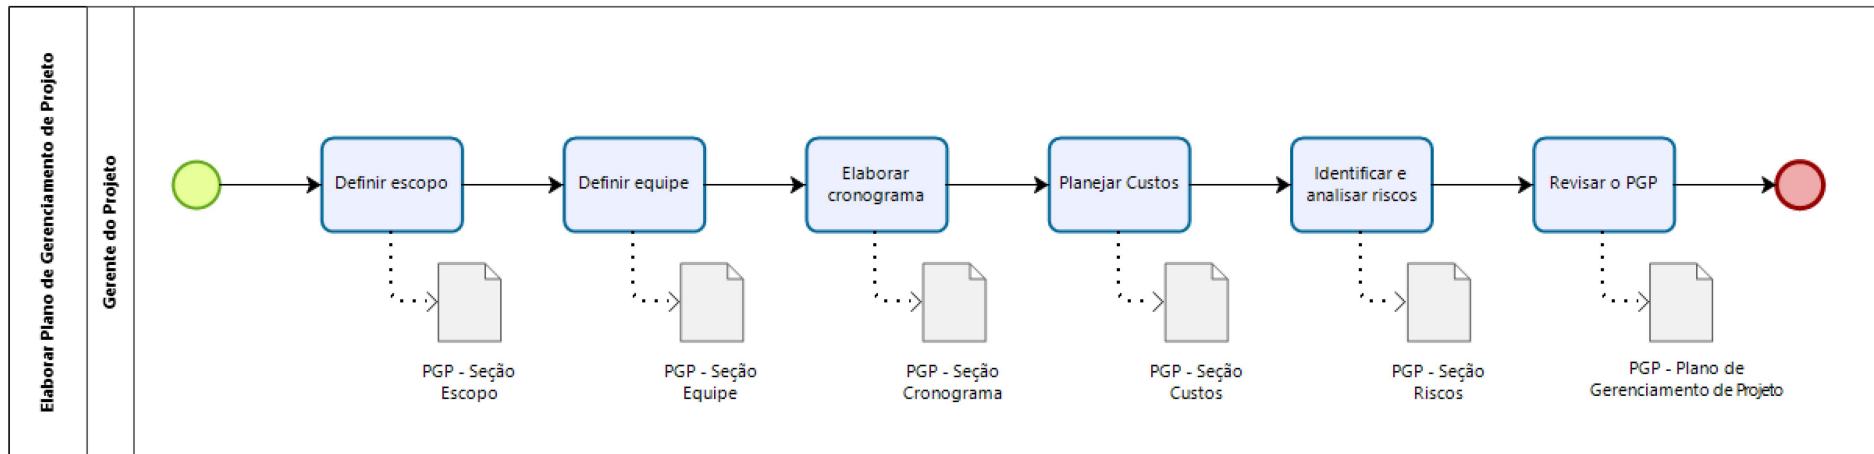 Elaborar Plano de Gerenciamento de Projeto
Gerente do Projeto
Definir escopo
Definir equipe
Elaborar
cronograma
Planejar Custos
Identificar e
analisar riscos
Revisar o PGP
PGP - Seção
Escopo
PGP - Seção
Equipe
PGP - Seção
Cronograma
PGP - Seção
Custos
PGP - Seção
Riscos
PGP - Plano de
Gerenciamento de Projeto